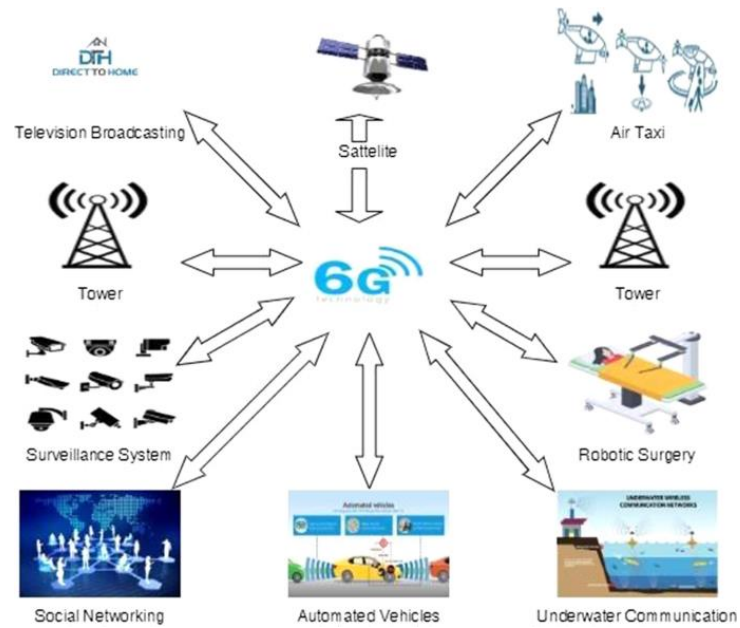 DTH
DIRECT TO HOME
Television Broadcasting
Sattelite
Air Taxi
Tower
6G
technology
Tower
Surveillance System
Robotic Surgery
Automated vehicles
UNDERWATER WIRELESS
COMMUNICATION NETWORKS
Social Networking
Automated Vehicles
Underwater Communication